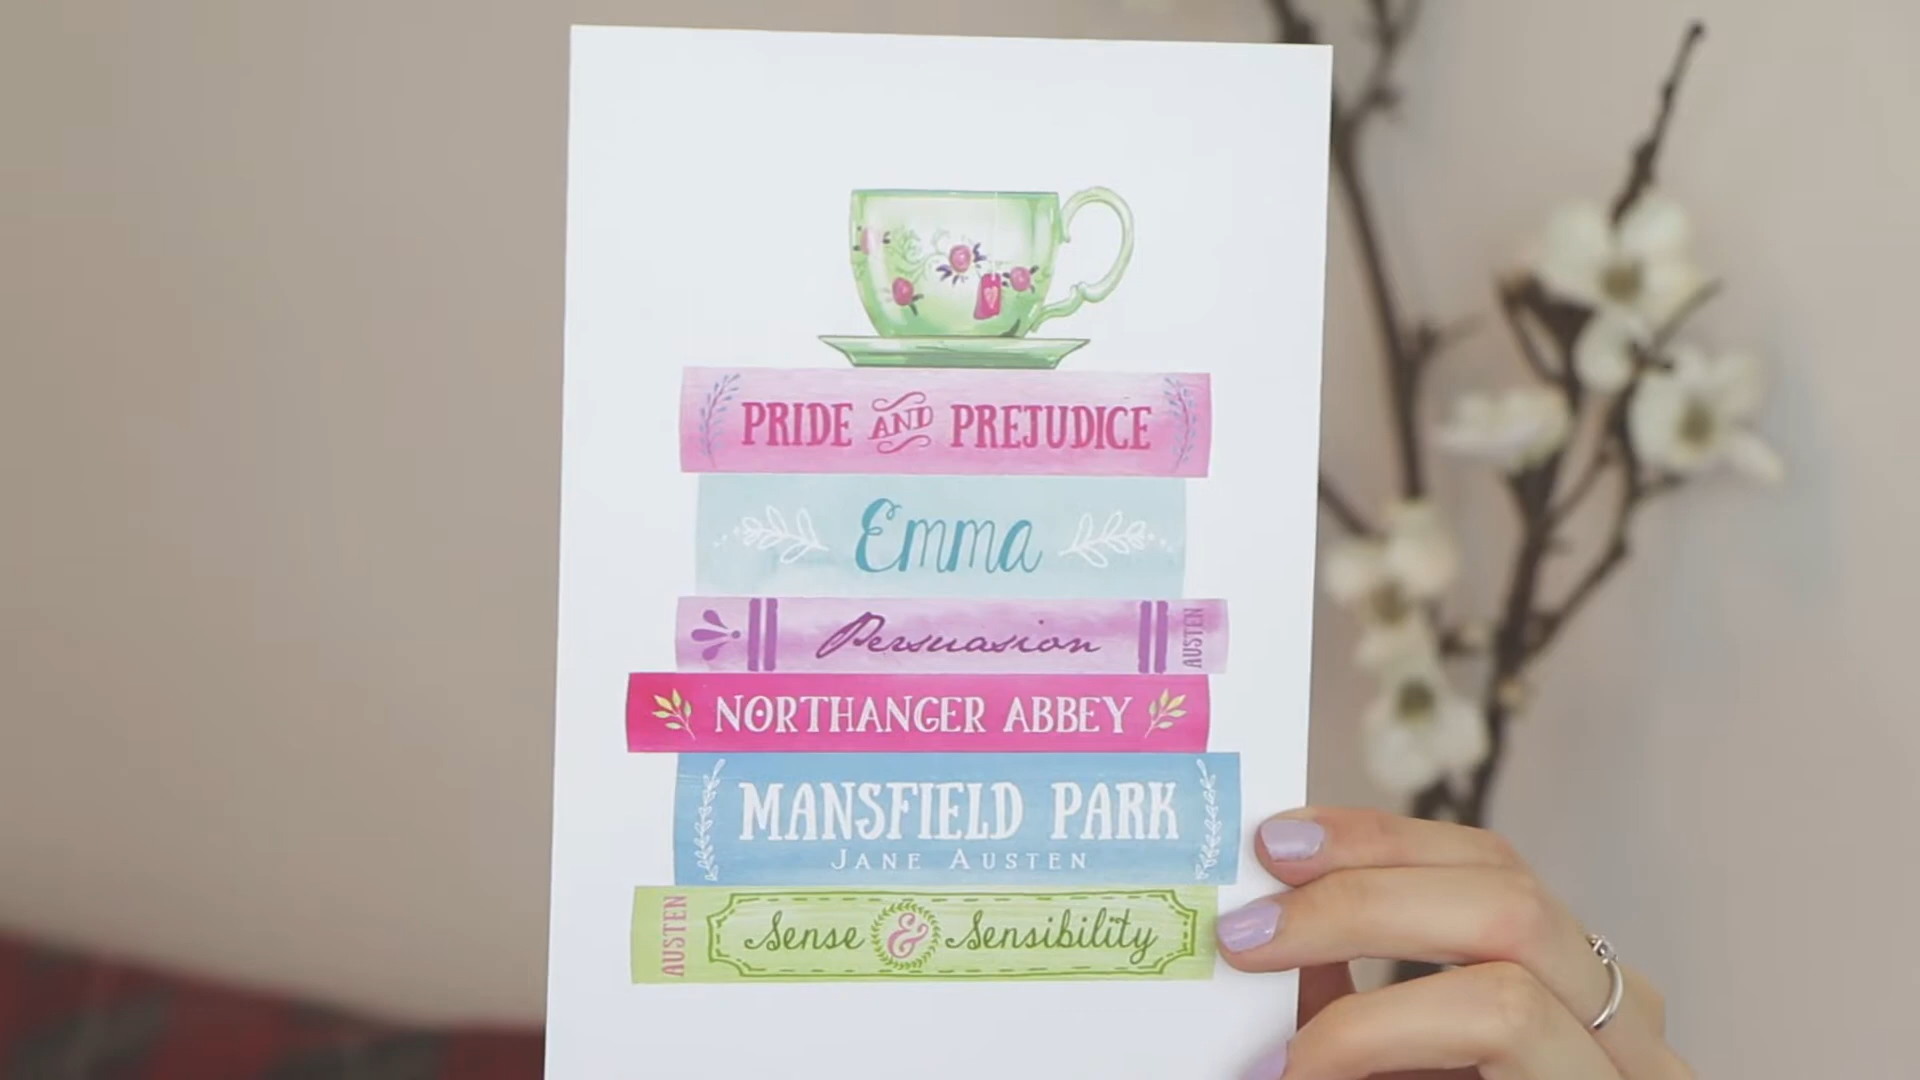 PRIDE AND PREJUDICE
Emma
Persuasion
AUSTEN
NORTHANGER ABBEY
MANSFIELD PARK
JANE AUSTEN
AUSTEN
Sense & Sensibility